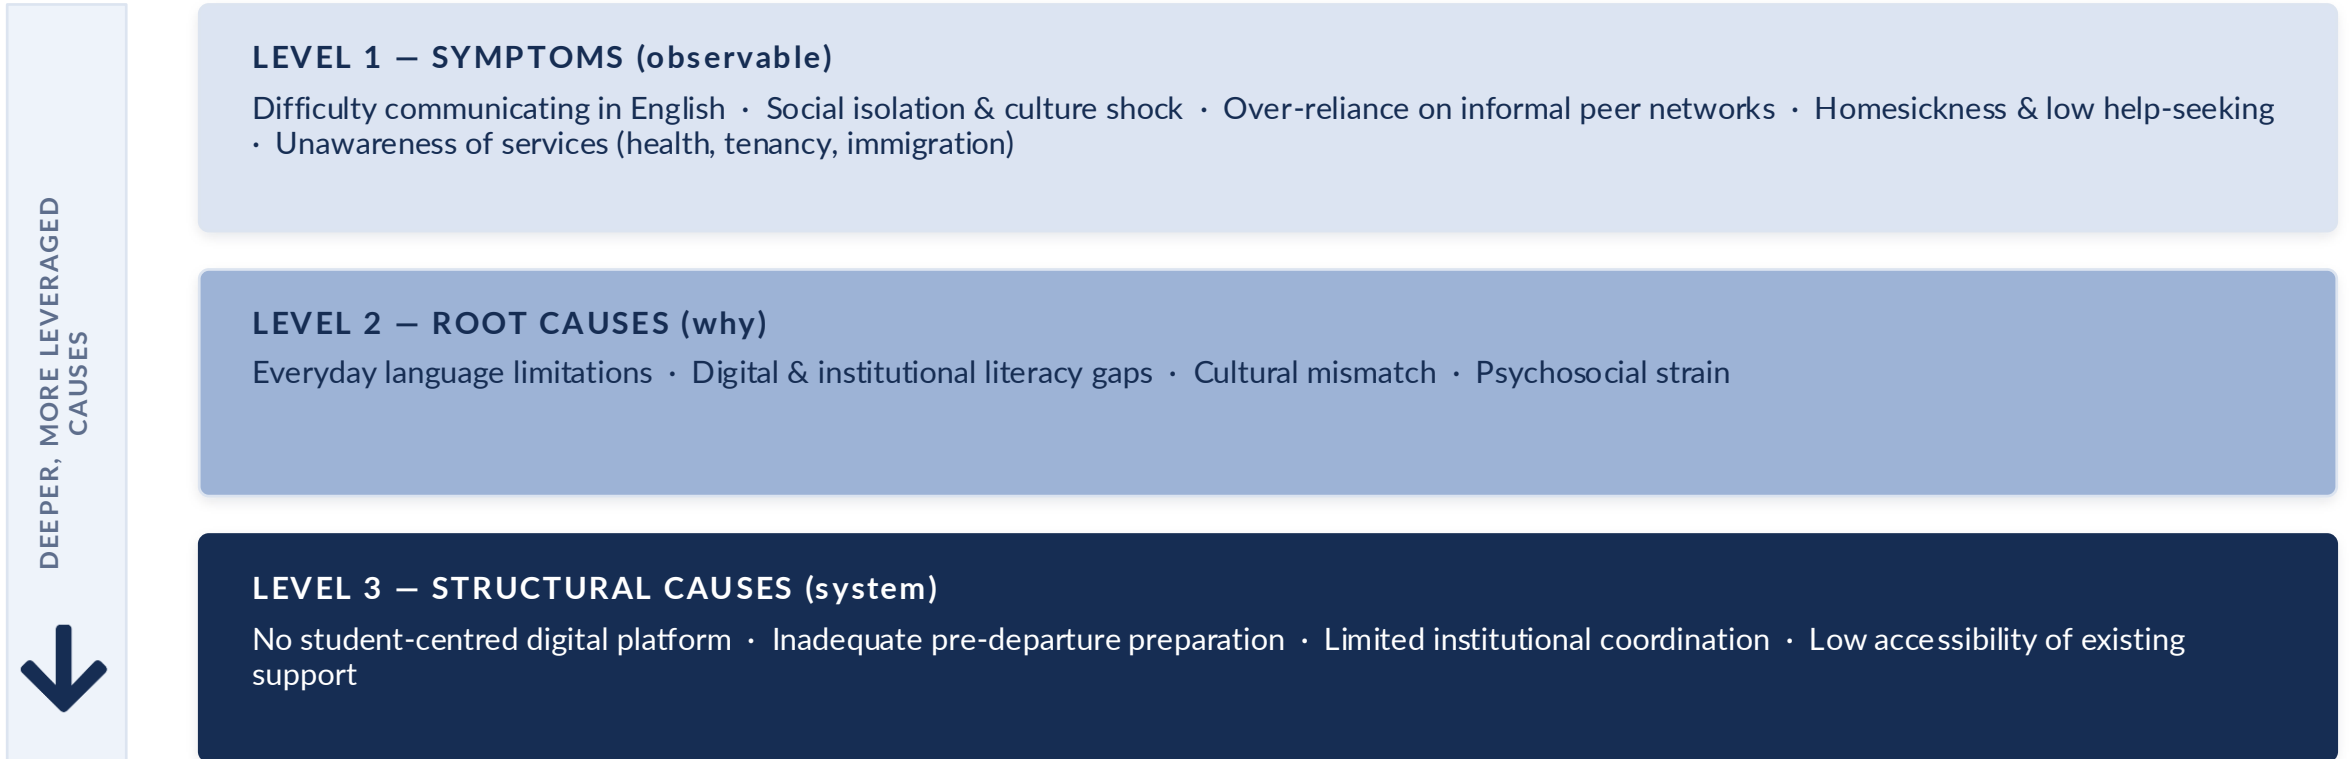 DEEPER, MORE LEVERAGED
CAUSES
LEVEL 1 — SYMPTOMS (observable)
Difficulty communicating in English · Social isolation & culture shock · Over-reliance on informal peer networks · Homesickness & low help-seeking
· Unawareness of services (health, tenancy, immigration)
LEVEL 2 — ROOT CAUSES (why)
Everyday language limitations · Digital & institutional literacy gaps · Cultural mismatch · Psychosocial strain
LEVEL 3 — STRUCTURAL CAUSES (system)
No student-centred digital platform · Inadequate pre-departure preparation · Limited institutional coordination · Low accessibility of existing
support